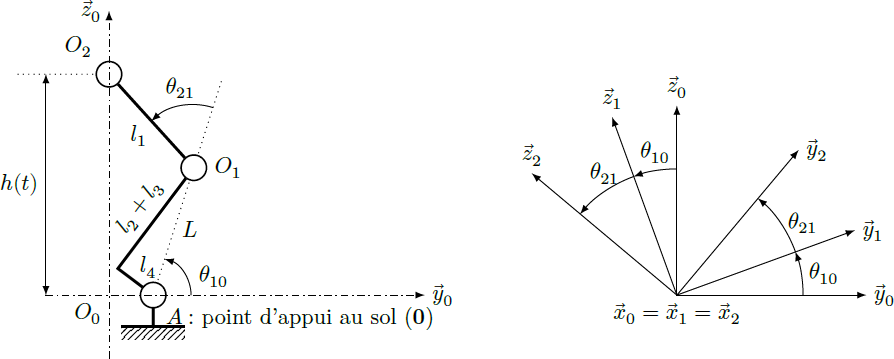 $\vec{z}_0$
$O_2$
$\theta_{21}$
$l_1$
$O_1$
$h(t)$
$l_2 + l_3$
$L$
$l_4$
$\theta_{10}$
$\vec{y}_0$
$O_0$
$A$ : point d'appui au sol (**0**)
$\vec{z}_0$
$\vec{z}_1$
$\vec{z}_2$
$\theta_{10}$
$\theta_{21}$
$\vec{y}_2$
$\theta_{21}$
$\vec{y}_1$
$\theta_{10}$
$\vec{y}_0$
$\vec{x}_0 = \vec{x}_1 = \vec{x}_2$